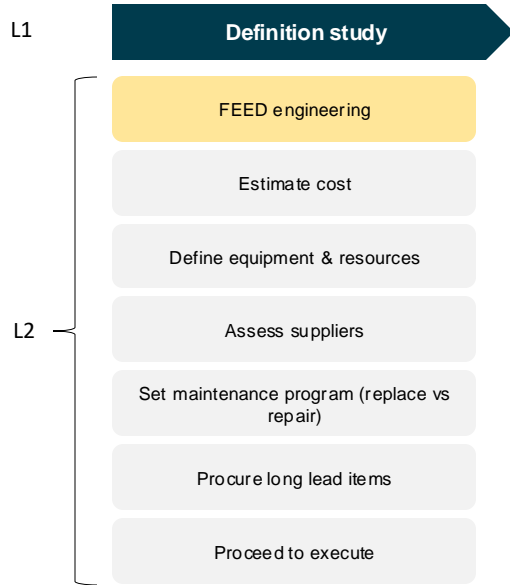 L1
Definition study
FEED engineering
Estimate cost
Define equipment & resources
L2
Assess suppliers
Set maintenance program (replace vs
repair)
Procure long lead items
Proceed to execute